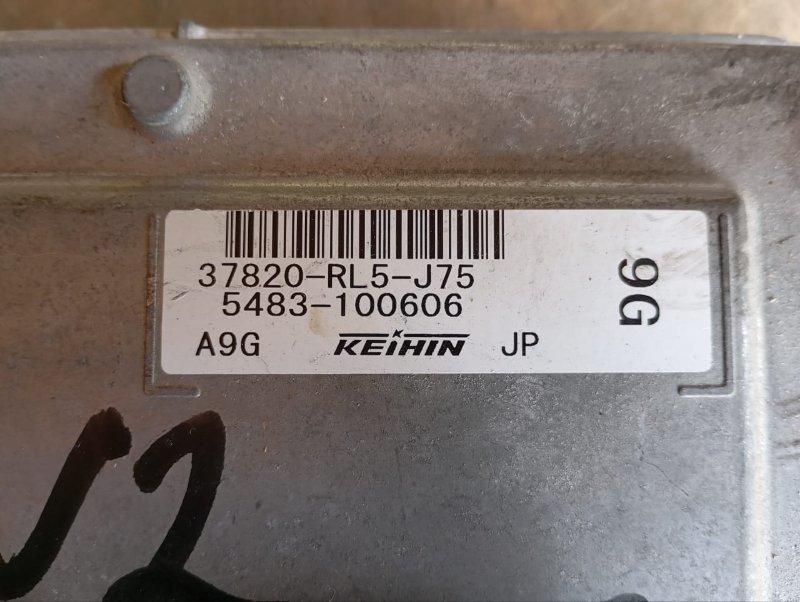 37820-RL5-J75
5483-100606
A9G KEIHIN JP
9G